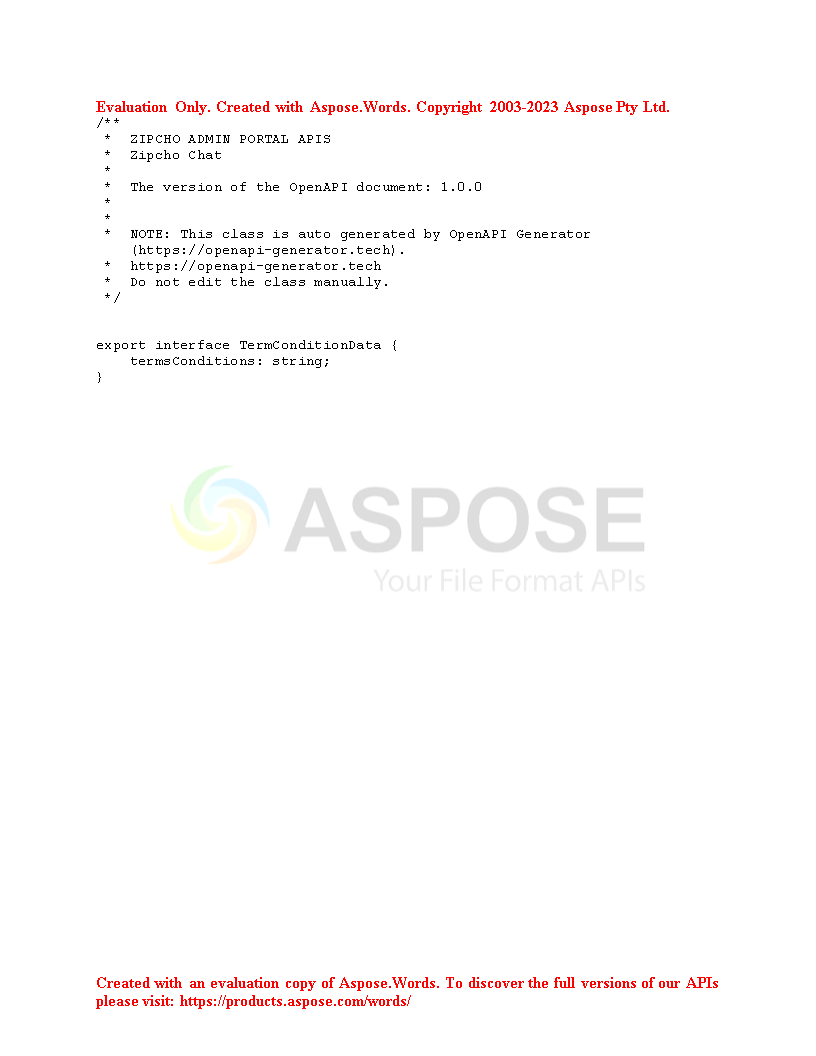 Evaluation Only. Created with Aspose.Words. Copyright 2003-2023 Aspose Pty Ltd.
/**
 * ZIPCHO ADMIN PORTAL APIS
 * Zipcho Chat
 *
 * The version of the OpenAPI document: 1.0.0
 *
 *
 * NOTE: This class is auto generated by OpenAPI Generator
(https://openapi-generator.tech).
 * https://openapi-generator.tech
 * Do not edit the class manually.
 */
export interface TermConditionData {
    termsConditions: string;
}
ASPOSE
Your File Format APIs
Created with an evaluation copy of Aspose.Words. To discover the full versions of our APIs
please visit: https://products.aspose.com/words/